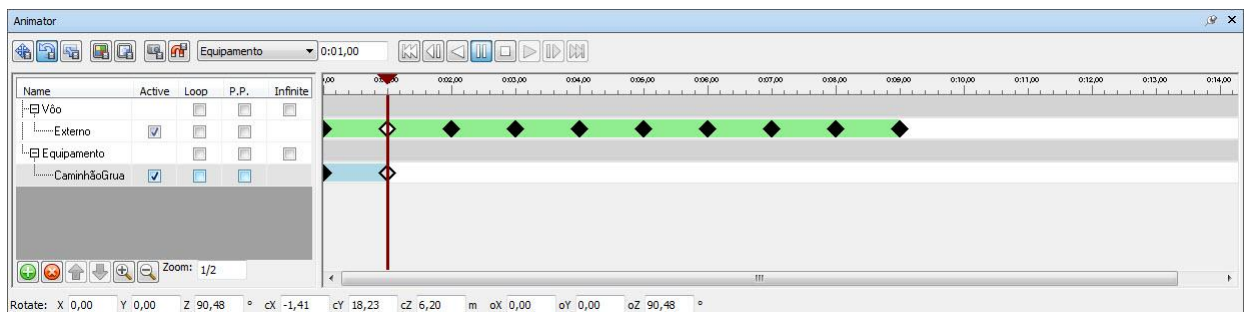 Animator
Equipamento 0:01,00
Name Active Loop P.P. Infinite
0:02,00 0:03,00 0:04,00 0:05,00 0:06,00 0:07,00 0:08,00 0:09,00 0:10,00 0:11,00 0:12,00 0:13,00 0:14,00
Vôo
Externo
Equipamento
CaminhãoGrua
Zoom: 1/2
Rotate: X 0,00 Y 0,00 Z 90,48 ° cX -1,41 cY 18,23 cZ 6,20 m oX 0,00 oY 0,00 oZ 90,48 °